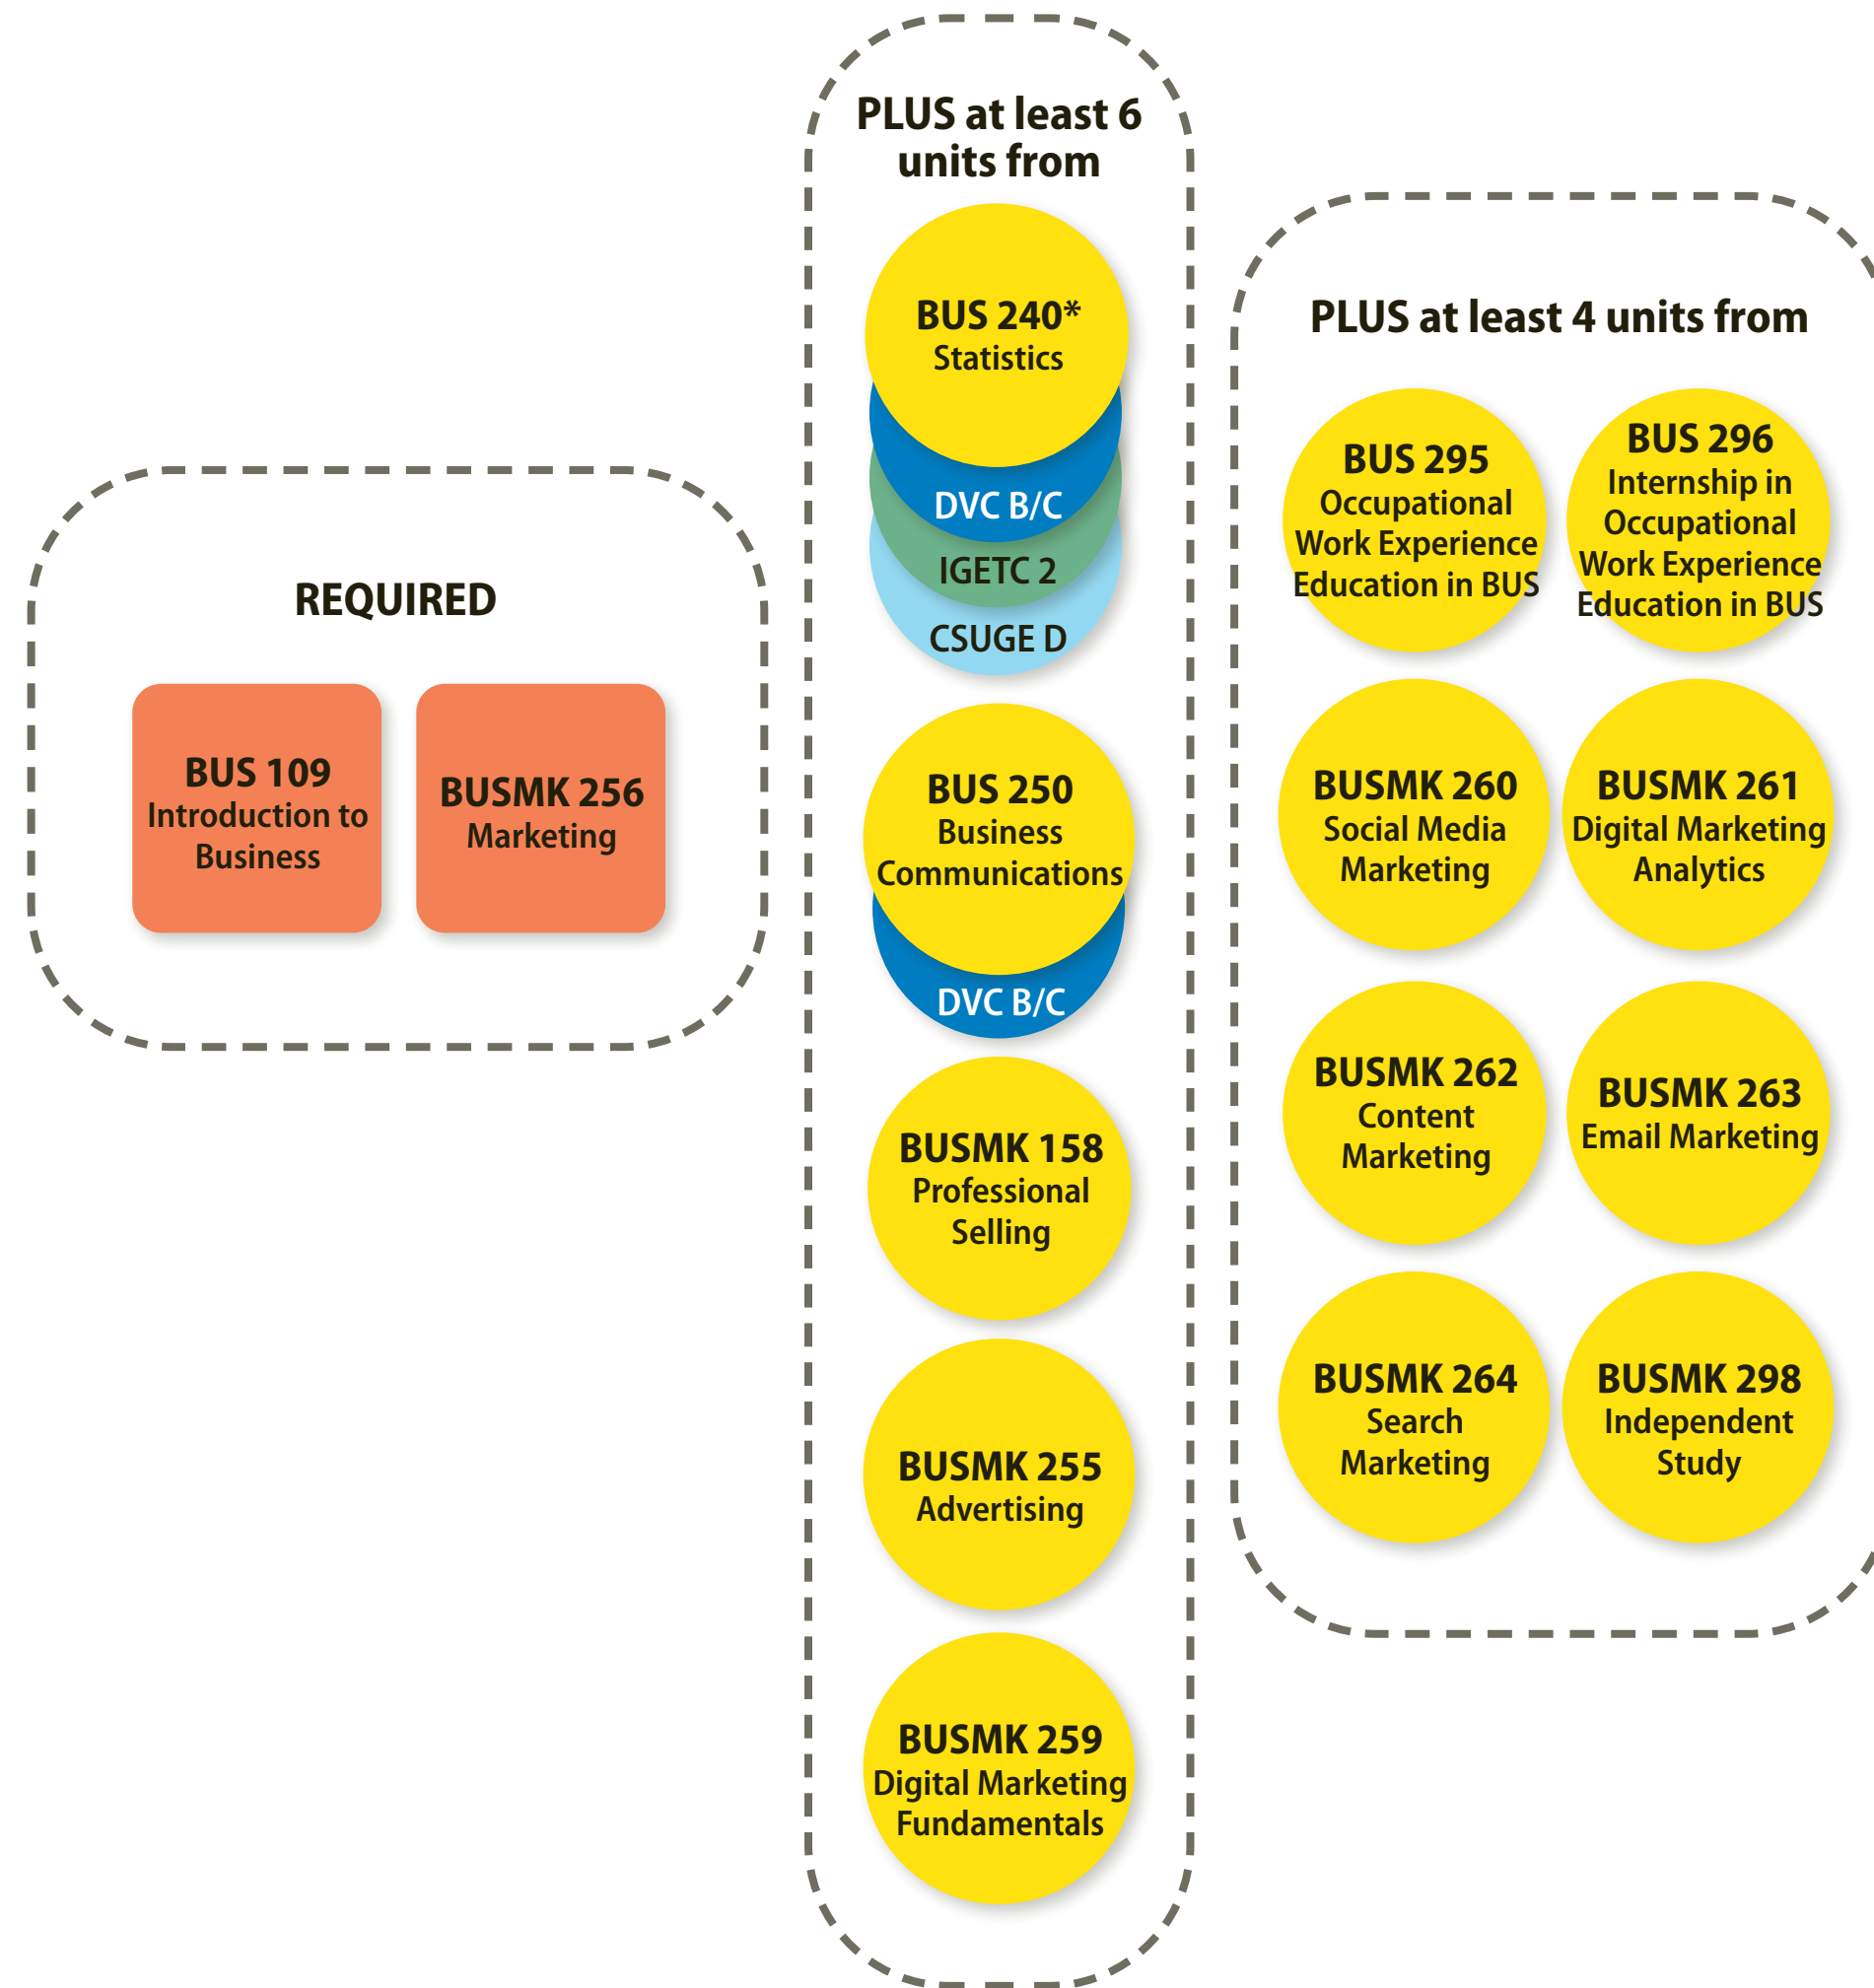 REQUIRED
BUS 109
Introduction to
Business
BUSMK 256
Marketing
PLUS at least 6
units from
BUS 240*
Statistics
DVC B/C
IGETC 2
CSUGE D
BUS 250
Business
Communications
DVC B/C
BUSMK 158
Professional
Selling
BUSMK 255
Advertising
BUSMK 259
Digital Marketing
Fundamentals
PLUS at least 4 units from
BUS 295
Occupational
Work Experience
Education in BUS
BUS 296
Internship in
Occupational
Work Experience
Education in BUS
BUSMK 260
Social Media
Marketing
BUSMK 261
Digital Marketing
Analytics
BUSMK 262
Content
Marketing
BUSMK 263
Email Marketing
BUSMK 264
Search
Marketing
BUSMK 298
Independent
Study